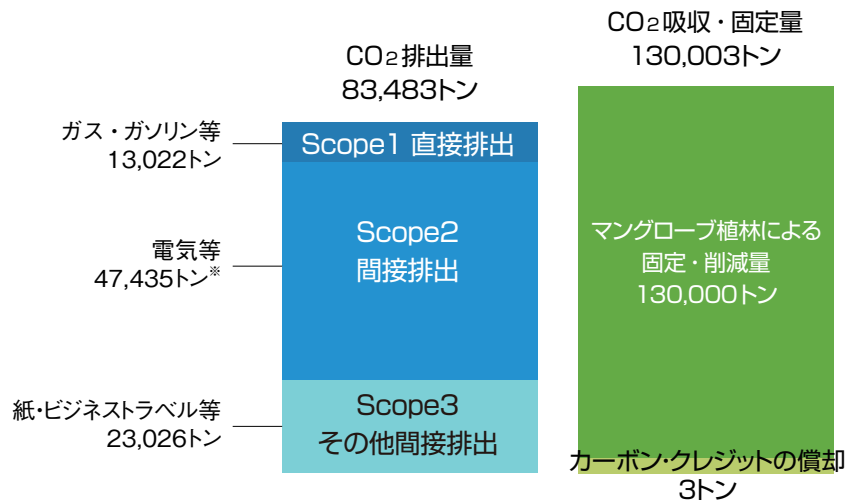 CO₂排出量
83,483トン
ガス・ガソリン等
13,022トン
Scope1 直接排出
電気等
47,435トン※
Scope2
間接排出
紙・ビジネストラベル等
23,026トン
Scope3
その他間接排出
CO₂吸収・固定量
130,003トン
マングローブ植林による
固定・削減量
130,000トン
カーボン・クレジットの償却
3トン